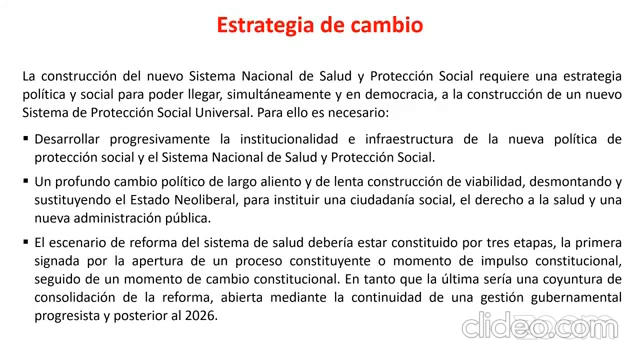 Estrategia de cambio
La construcción del nuevo Sistema Nacional de Salud y Protección Social requiere una estrategia
política y social para poder llegar, simultáneamente y en democracia, a la construcción de un nuevo
Sistema de Protección Social Universal. Para ello es necesario:
▪ Desarrollar progresivamente la institucionalidad e infraestructura de la nueva política de
protección social y el Sistema Nacional de Salud y Protección Social.
▪ Un profundo cambio político de largo aliento y de lenta construcción de viabilidad, desmontando y
sustituyendo el Estado Neoliberal, para instituir una ciudadanía social, el derecho a la salud y una
nueva administración pública.
▪ El escenario de reforma del sistema de salud debería estar constituido por tres etapas, la primera
signada por la apertura de un proceso constituyente o momento de impulso constitucional,
seguido de un momento de cambio constitucional. En tanto que la última sería una coyuntura de
consolidación de la reforma, abierta mediante la continuidad de una gestión gubernamental
progresista y posterior al 2026.
clideo.com